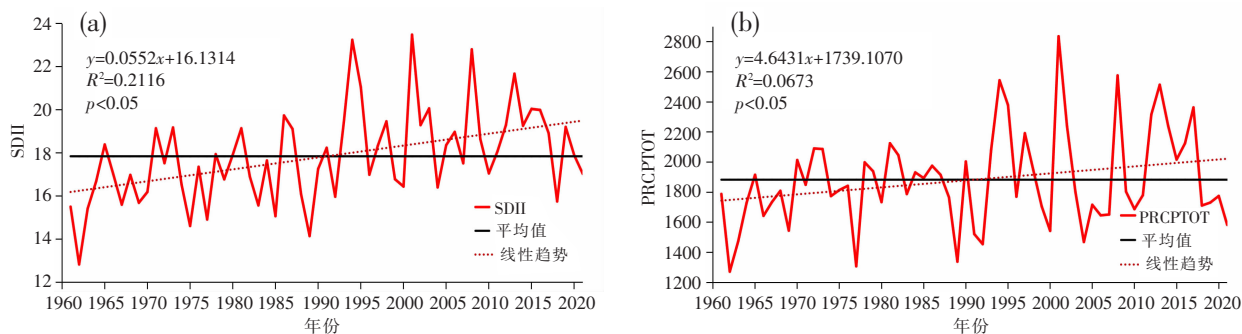 (a)
y=0.0552x+16.1314
R²=0.2116
p<0.05
SDII
24
22
20
18
16
14
12
SDII
平均值
线性趋势
1960 1965 1970 1975 1980 1985 1990 1995 2000 2005 2010 2015 2020
年份
(b)
y=4.6431x+1739.1070
R²=0.0673
p<0.05
PRCPTOT
2800
2600
2400
2200
2000
1800
1600
1400
1200
PRCPTOT
平均值
线性趋势
1960 1965 1970 1975 1980 1985 1990 1995 2000 2005 2010 2015 2020
年份